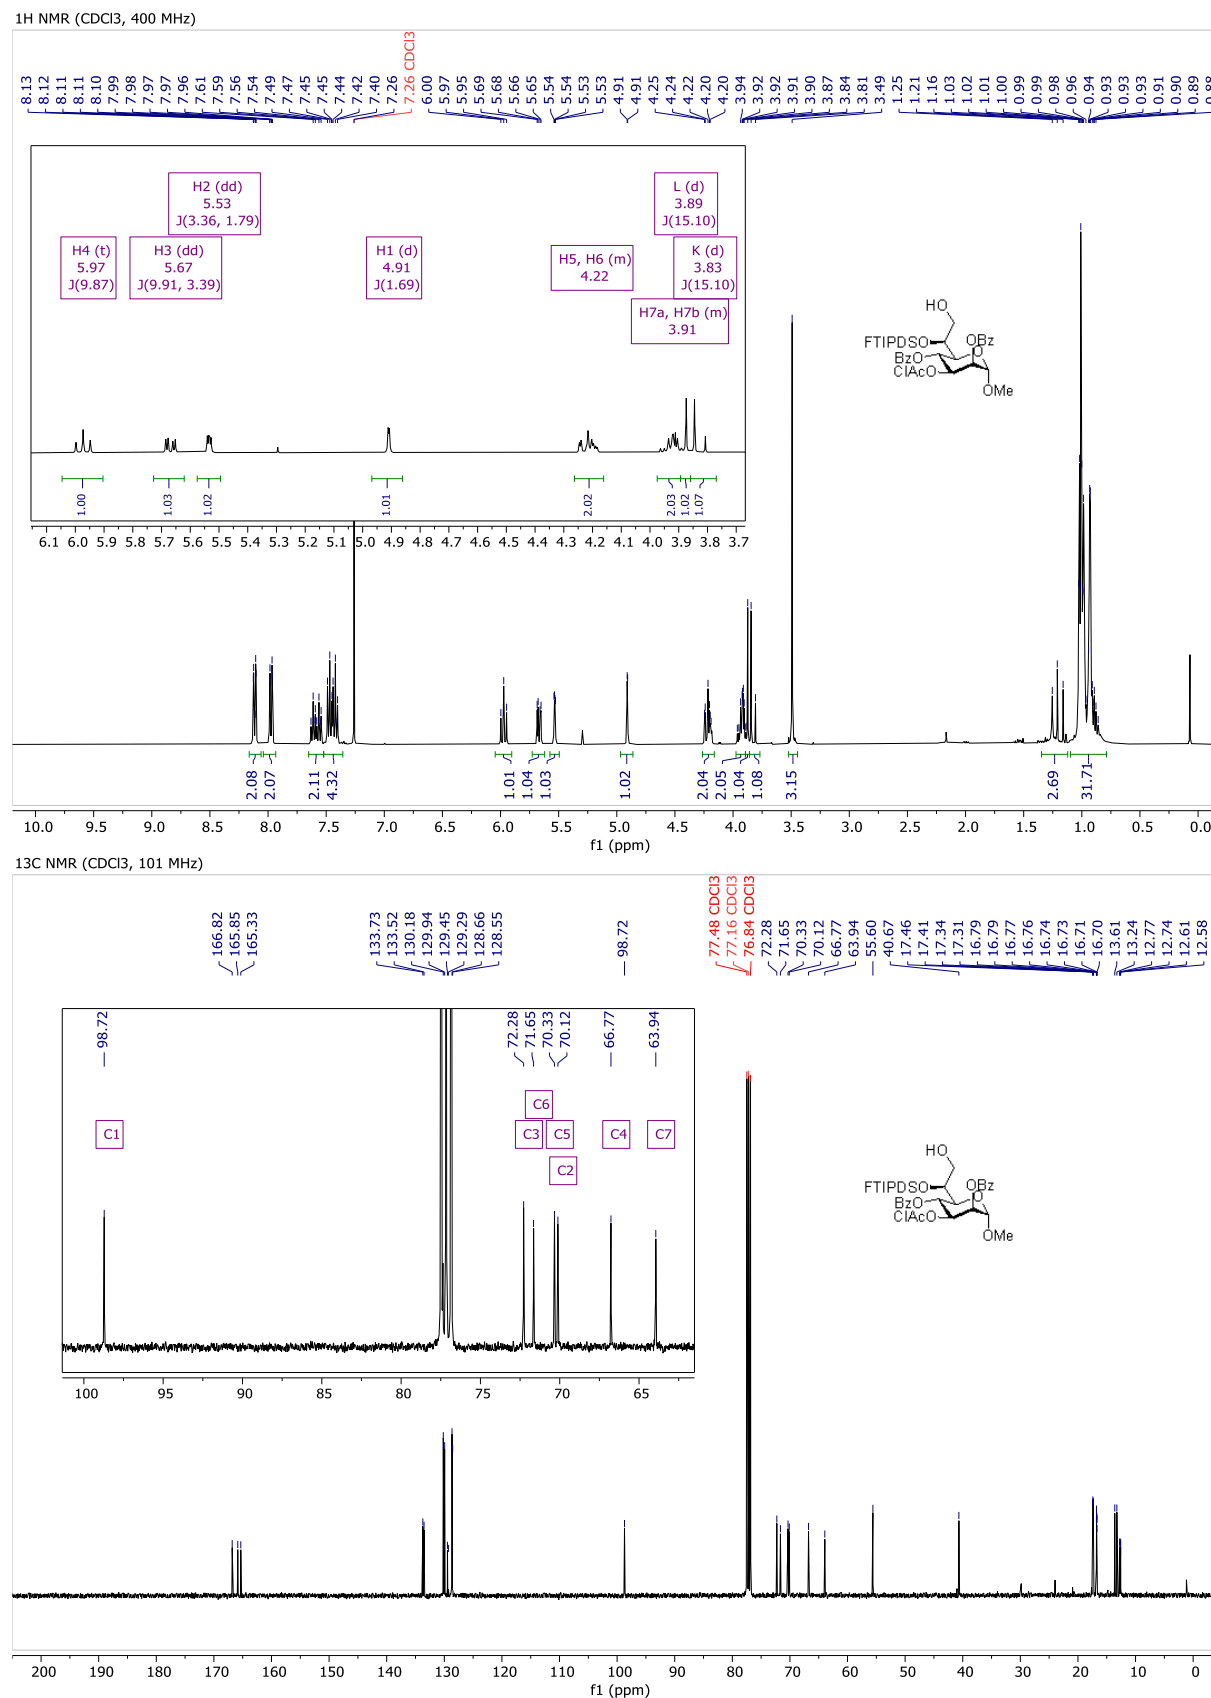 1H NMR (CDCl3, 400 MHz)
8.13 8.12 8.11 8.11 8.10 7.99 7.98 7.97 7.97 7.96 7.61 7.59 7.56 7.54 7.49 7.47 7.45 7.45 7.44 7.42 7.40 7.26 7.26 CDCl3 6.00 5.97 5.95 5.69 5.68 5.66 5.65 5.54 5.54 5.53 5.53 4.91 4.91 4.25 4.24 4.22 4.20 4.20 3.94 3.92 3.92 3.91 3.90 3.87 3.84 3.81 3.49 1.25 1.21 1.16 1.03 1.02 1.01 1.00 0.99 0.99 0.98 0.96 0.94 0.93 0.93 0.93 0.91 0.90 0.89 0.88
H2 (dd)
5.53
J(3.36, 1.79)
L (d)
3.89
J(15.10)
H4 (t)
5.97
J(9.87)
H3 (dd)
5.67
J(9.91, 3.39)
H1 (d)
4.91
J(1.69)
H5, H6 (m)
4.22
K (d)
3.83
J(15.10)
H7a, H7b (m)
3.91
HO
FTIPDSO
OBz
BzO
O
ClAcO
OMe
1.00 1.03 1.02 1.01 2.02 2.03 1.02 1.07
6.1 6.0 5.9 5.8 5.7 5.6 5.5 5.4 5.3 5.2 5.1 5.0 4.9 4.8 4.7 4.6 4.5 4.4 4.3 4.2 4.1 4.0 3.9 3.8 3.7
2.08 2.07 2.11 4.32 1.01 1.04 1.03 1.02 2.04 2.05 1.04 1.08 3.15 2.69 31.71
10.0 9.5 9.0 8.5 8.0 7.5 7.0 6.5 6.0 5.5 5.0 4.5 4.0 3.5 3.0 2.5 2.0 1.5 1.0 0.5 0.0
f1 (ppm)
13C NMR (CDCl3, 101 MHz)
166.82 165.85 165.33 133.73 133.52 130.18 129.94 129.45 129.29 128.66 128.55 98.72 77.48 CDCl3 77.16 CDCl3 76.84 CDCl3 72.28 71.65 70.33 70.12 66.77 63.94 55.60 40.67 17.46 17.41 17.34 17.31 16.79 16.79 16.77 16.76 16.74 16.73 16.71 16.70 13.61 13.24 12.77 12.74 12.61 12.58
98.72 72.28 71.65 70.33 70.12 66.77 63.94
C6
C1 C3 C5 C4 C7
C2
HO
FTIPDSO
OBz
BzO
O
ClAcO
OMe
100 95 90 85 80 75 70 65
200 190 180 170 160 150 140 130 120 110 100 90 80 70 60 50 40 30 20 10 0
f1 (ppm)